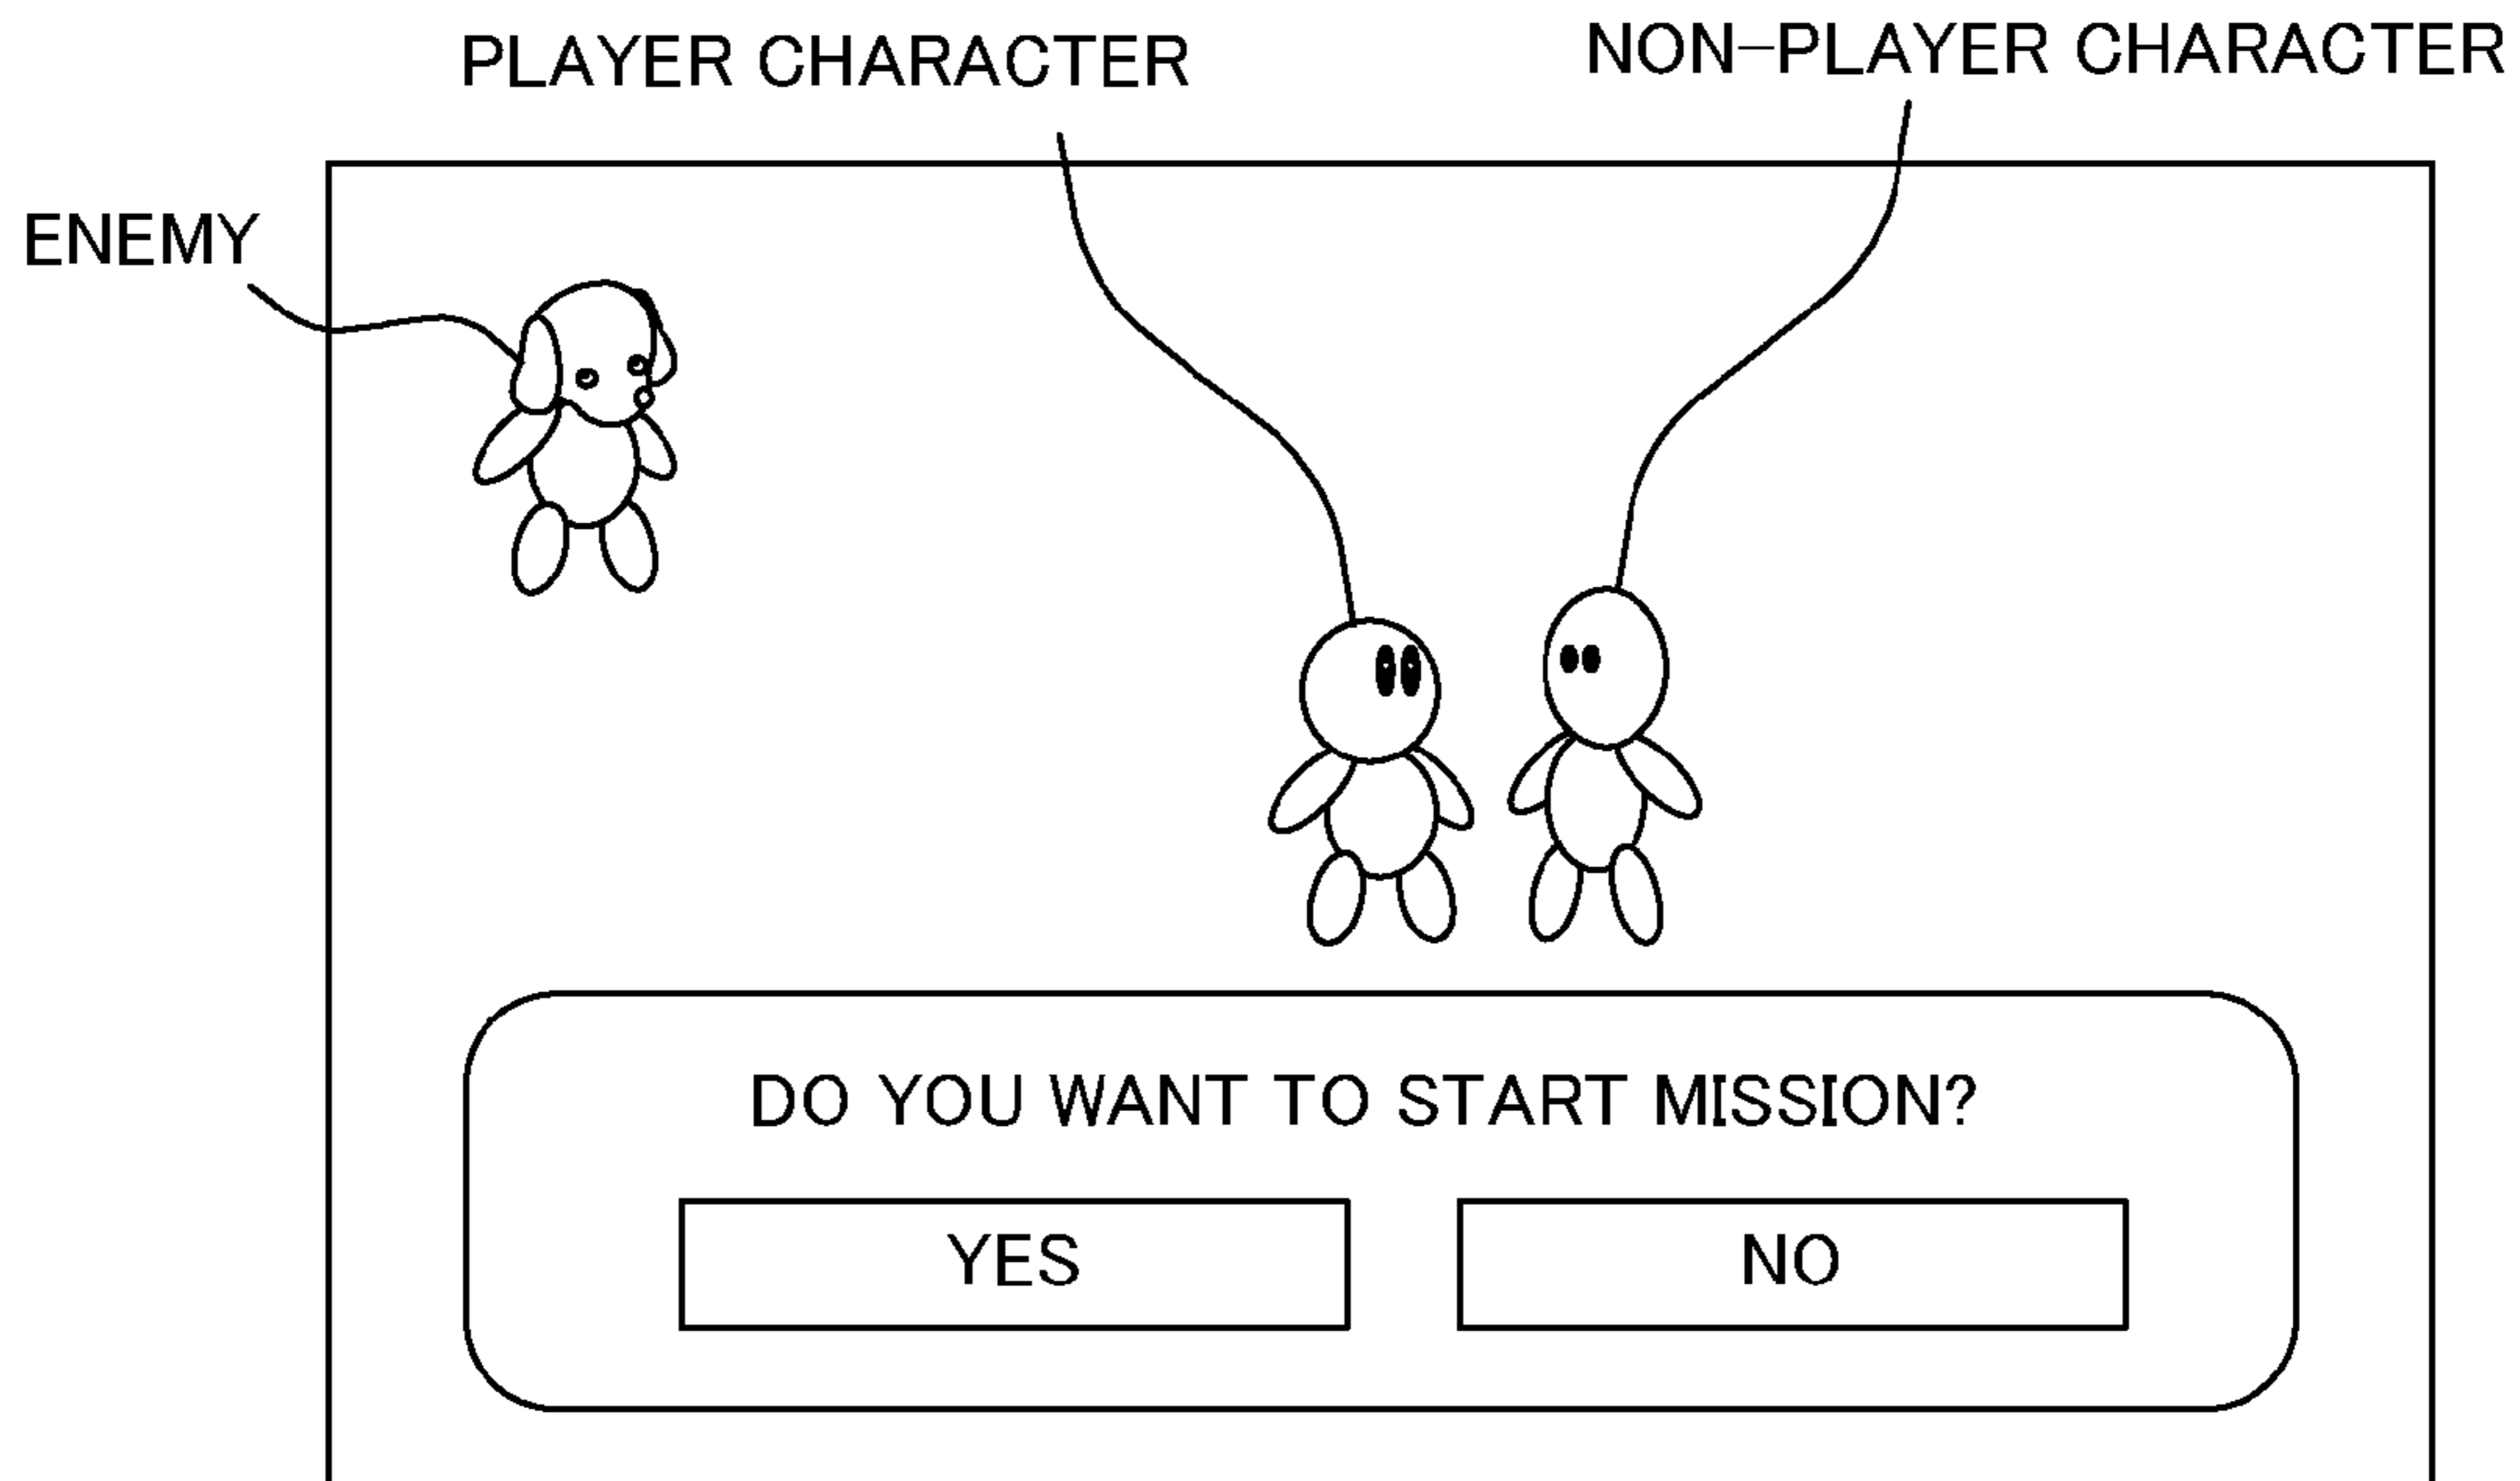 PLAYER CHARACTER
NON-PLAYER CHARACTER
ENEMY
DO YOU WANT TO START MISSION?
YES
NO